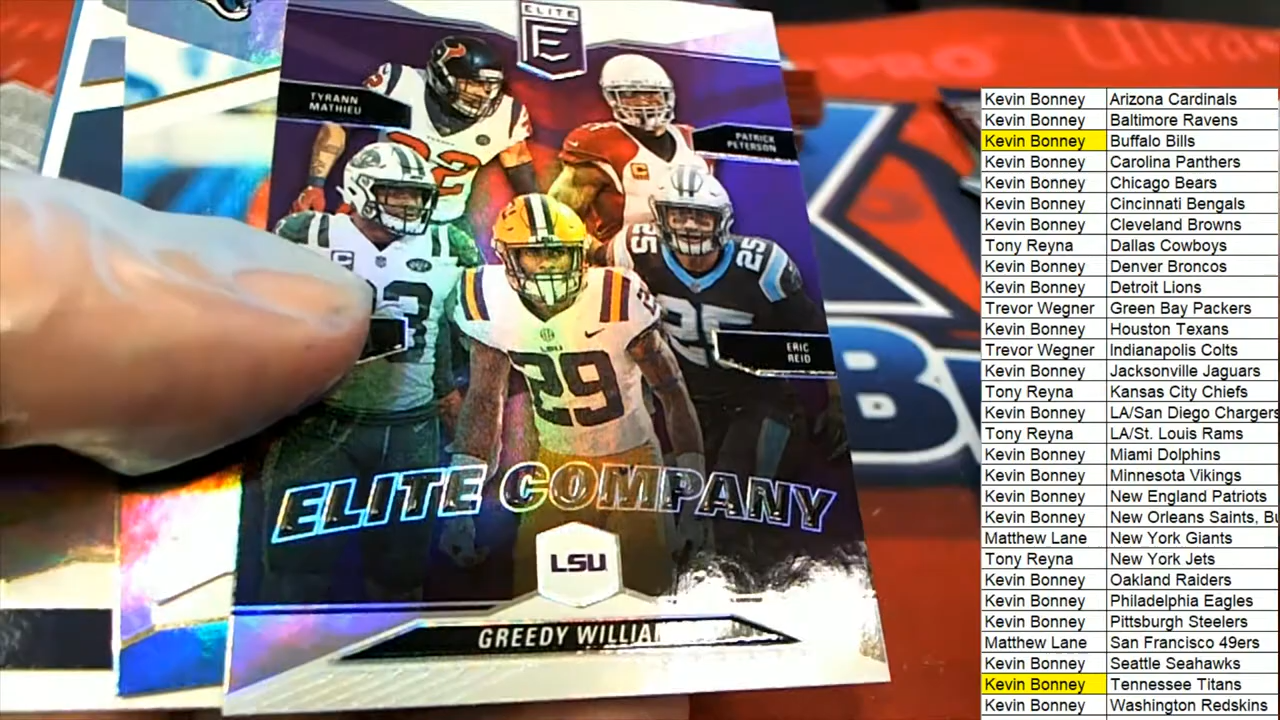 ELITE
E
TYRANN
MATHIEU
PATRICK
PETERSON
ERIC
REID
25
25
29
LSU
ELITE COMPANY
LSU
GREEDY
Kevin Bonney Arizona Cardinals
Kevin Bonney Baltimore Ravens
Kevin Bonney Buffalo Bills
Kevin Bonney Carolina Panthers
Kevin Bonney Chicago Bears
Kevin Bonney Cincinnati Bengals
Kevin Bonney Cleveland Browns
Tony Reyna Dallas Cowboys
Kevin Bonney Denver Broncos
Kevin Bonney Detroit Lions
Trevor Wegner Green Bay Packers
Kevin Bonney Houston Texans
Trevor Wegner Indianapolis Colts
Kevin Bonney Jacksonville Jaguars
Tony Reyna Kansas City Chiefs
Kevin Bonney LA/San Diego Chargers
Tony Reyna LA/St. Louis Rams
Kevin Bonney Miami Dolphins
Kevin Bonney Minnesota Vikings
Kevin Bonney New England Patriots
Kevin Bonney New Orleans Saints, B
Matthew Lane New York Giants
Tony Reyna New York Jets
Kevin Bonney Oakland Raiders
Kevin Bonney Philadelphia Eagles
Kevin Bonney Pittsburgh Steelers
Matthew Lane San Francisco 49ers
Kevin Bonney Seattle Seahawks
Kevin Bonney Tennessee Titans
Kevin Bonney Washington Redskins